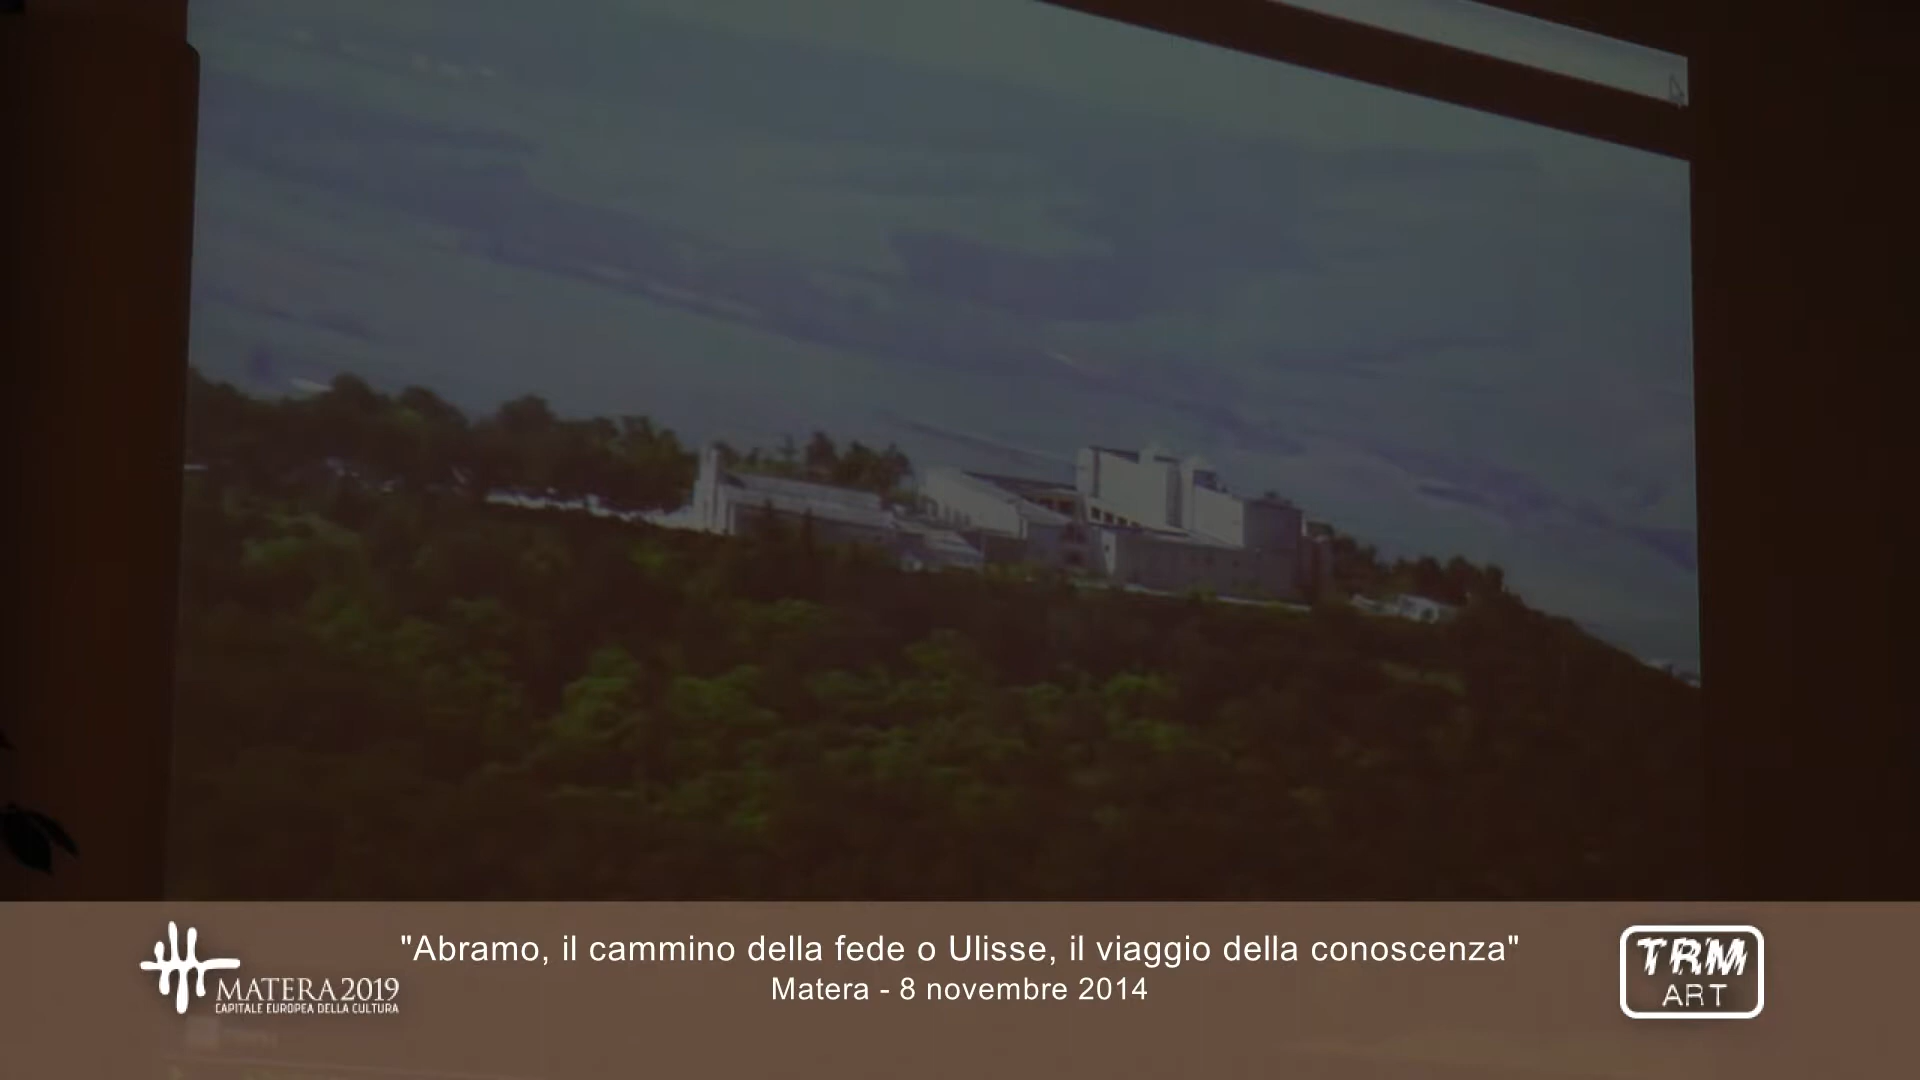 "Abramo, il cammino della fede o Ulisse, il viaggio della conoscenza"
Matera - 8 novembre 2014
MATERA 2019
CAPITALE EUROPEA DELLA CULTURA
TRM
ART